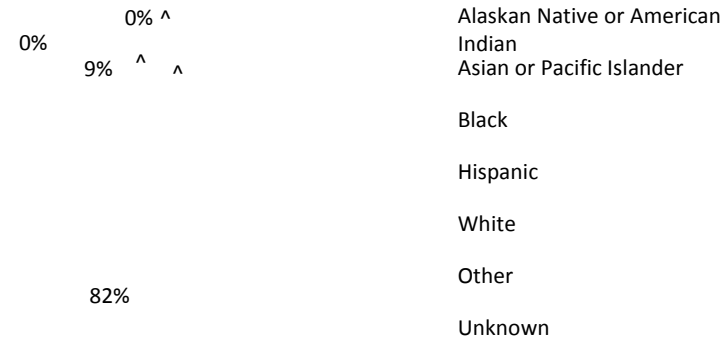 0% ^
0%
9% ^ ^
82%
Alaskan Native or American
Indian
Asian or Pacific Islander
Black
Hispanic
White
Other
Unknown